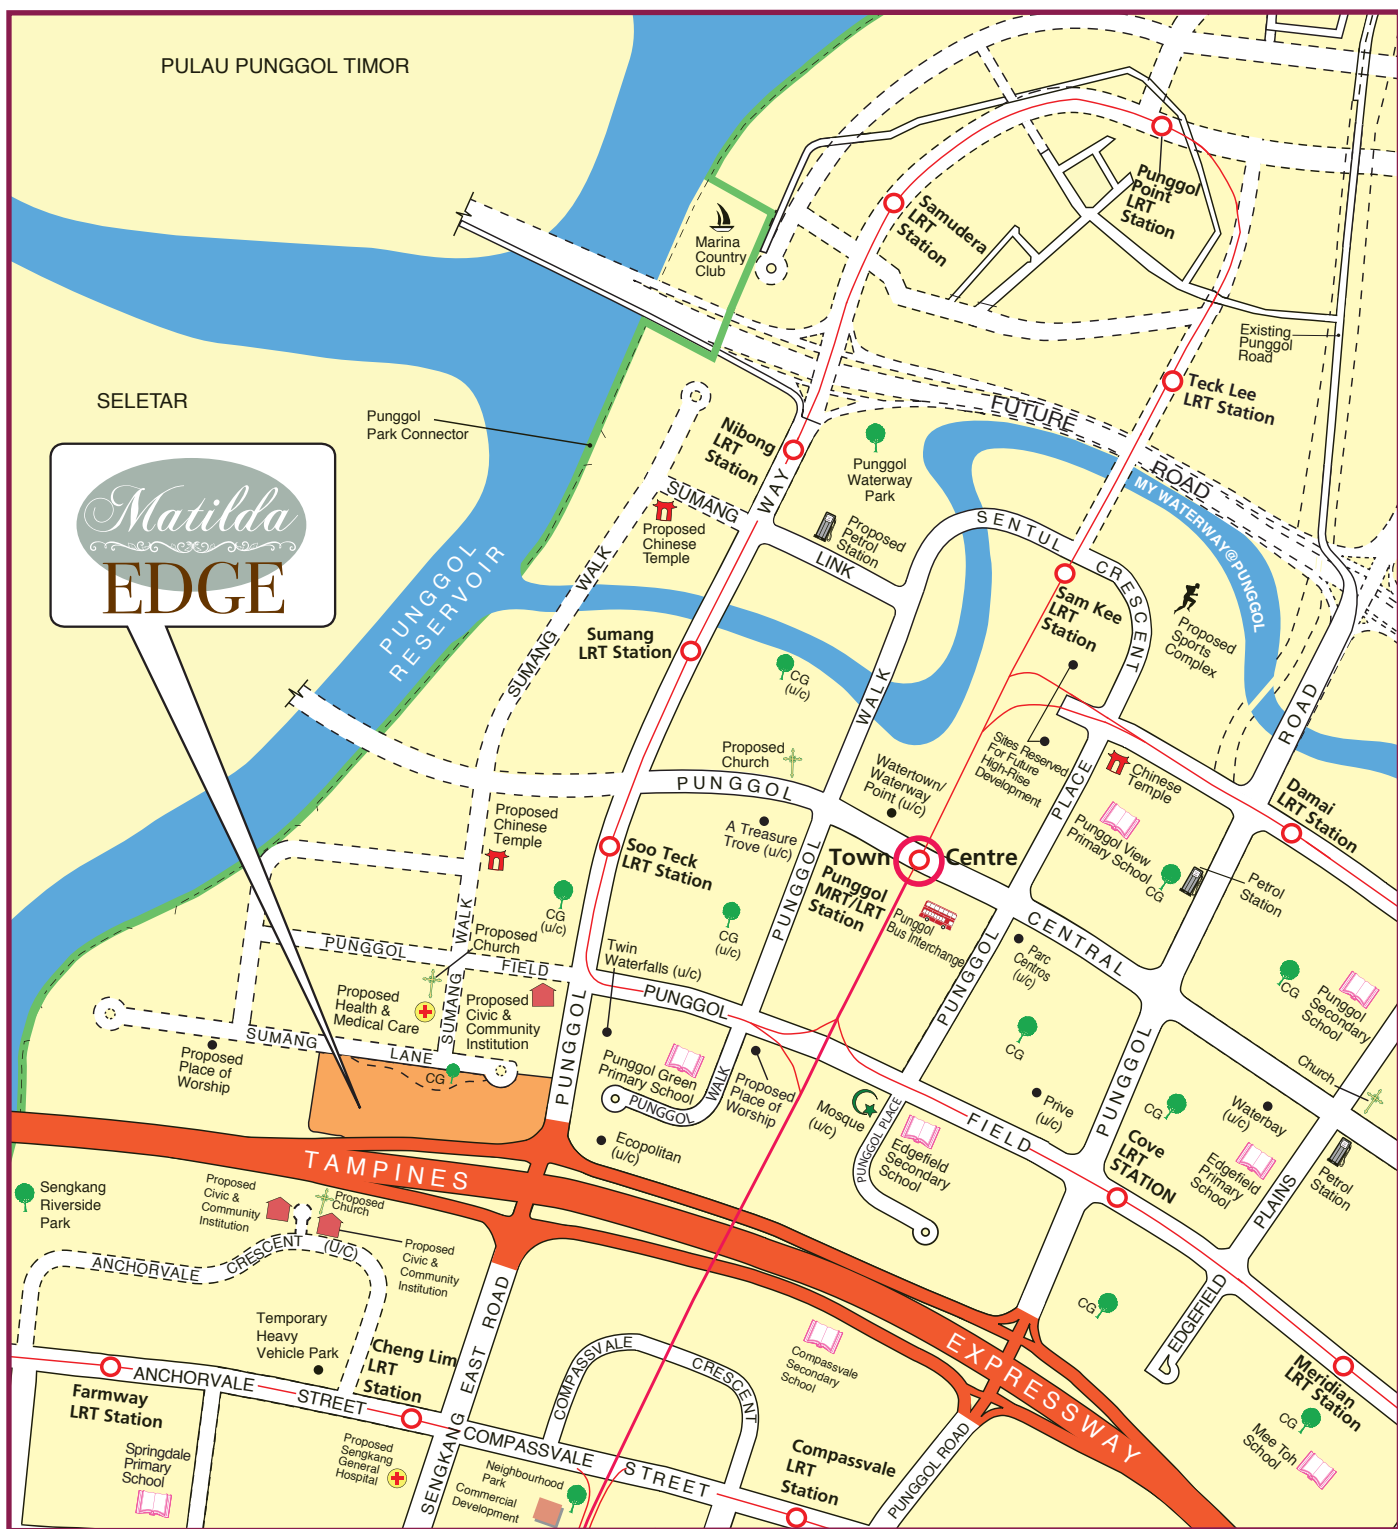 PULAU PUNGGOL TIMOR
Marina
Country
Club
Samudera
LRT
Station
Punggol
Point
LRT
Station
Existing
Punggol
Road
Teck Lee
LRT Station
SELETAR
Punggol
Park Connector
Matilda
EDGE
PUNGGOL
RESERVOIR
FUTURE
ROAD
Nibong
LRT
Station
WAY
Punggol
Waterway
Park
MY WATERWAY@PUNGGOL
SUMANG
LINK
Proposed
Chinese
Temple
Proposed
Petrol
Station
SENTUL
CRESCENT
SUMANG
WALK
Sumang
LRT Station
Sam Kee
LRT
Station
Proposed
Sports
Complex
CG
(u/c)
WALK
ROAD
Proposed
Church
Watertown/
Waterway
Point (u/c)
Sites Reserved
For Future
High-Rise
Development
PLACE
Chinese
Temple
Damai
LRT Station
PUNGGOL
Proposed
Chinese
Temple
A Treasure
Trove (u/c)
Punggol View
Primary School
CG
Petrol
Station
Soo Teck
LRT Station
Town Centre
Punggol
MRT/LRT
Station
Punggol
Bus Interchange
PUNGGOL
CENTRAL
CG
(u/c)
CG
(u/c)
WALK
SUMANG
Proposed
Church
PUNGGOL
FIELD
Twin
Waterfalls (u/c)
Parc
Centros
(u/c)
PUNGGOL
CG
Punggol
Secondary
School
Proposed
Health &
Medical Care
Proposed
Civic &
Community
Institution
PUNGGOL
SUMANG
LANE
CG
Proposed
Place of
Worship
PUNGGOL
Punggol Green
Primary School
PUNGGOL
WALK
Proposed
Place of
Worship
Mosque
(u/c)
PUNGGOL PLACE
Edgefield
Secondary
School
CG
Prive
(u/c)
FIELD
PUNGGOL
CG
Waterbay
(u/c)
Church
Cove
LRT
STATION
Edgefield
Primary
School
Petrol
Station
PLAINS
EDGEFIELD
Ecopolitan
(u/c)
TAMPINES
EXPRESSWAY
Sengkang
Riverside
Park
Proposed
Civic &
Community
Institution
Proposed
Church
(U/C)
Proposed
Civic &
Community
Institution
ANCHORVALE
CRESCENT
Temporary
Heavy
Vehicle Park
Cheng Lim
LRT
Station
Farmway
LRT Station
ANCHORVALE
STREET
SENGKANG
EAST
ROAD
Springdale
Primary
School
Proposed
Sengkang
General
Hospital
COMPASSVALE
CRESCENT
Compassvale
Secondary
School
COMPASSVALE
STREET
Neighbourhood
Park
Commercial
Development
Compassvale
LRT
Station
PUNGGOL ROAD
CG
Meridian
LRT Station
CG
Mee Toh
School